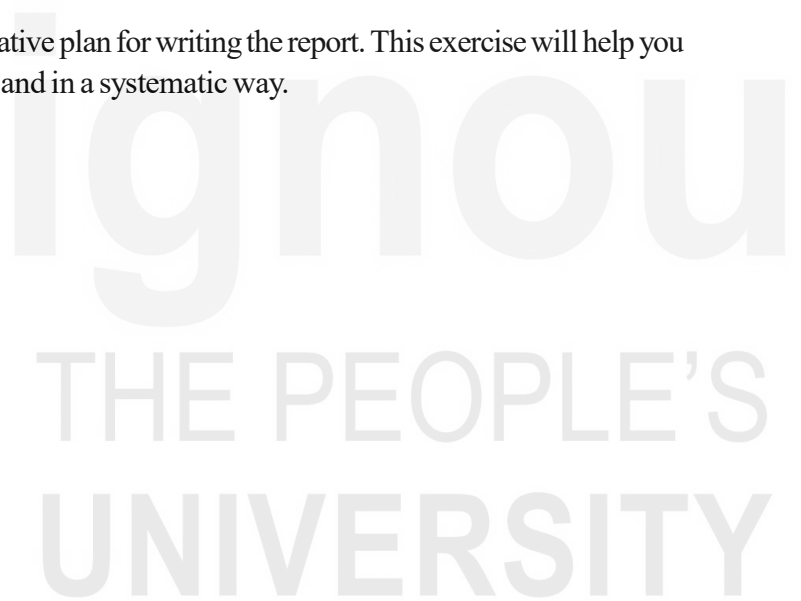 ative plan for writing the report. This exercise will help you
and in a systematic way.
ignou
THE PEOPLE'S
UNIVERSITY